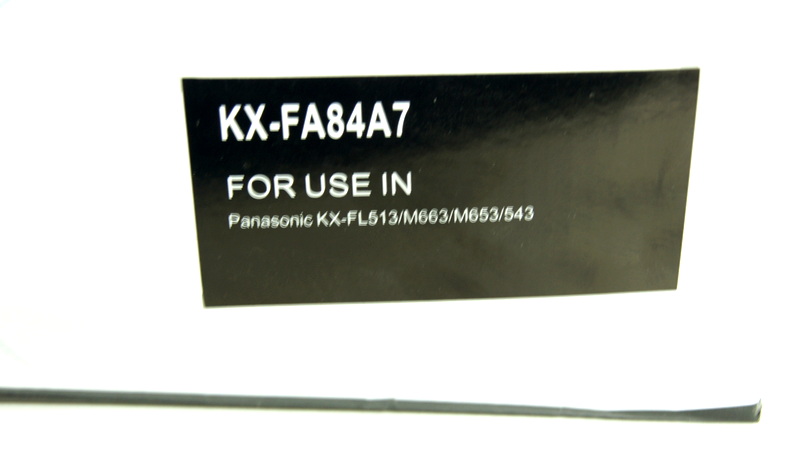 KX-FA84A7
FOR USE IN
Panasonic KX-FL513/M663/M653/543